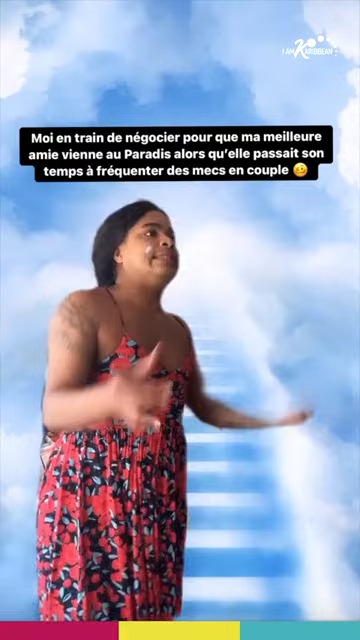 I AM KARIBBEAN
Moi en train de négocier pour que ma meilleure
amie vienne au Paradis alors qu'elle passait son
temps à fréquenter des mecs en couple 🥴